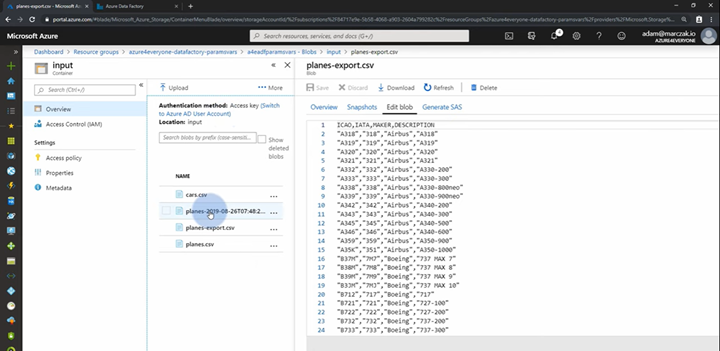 planes-export.csv - Microsoft A
Azure Data Factory
Microsoft Azure
Search resources, services, and docs (G+/)
adam@marczak.io
AZURE4EVERYONE
Dashboard > Resource groups > azure4everyone-datafactory-paramsvars > a4eadfparamsvars - Blobs > input > planes-export.csv
input
Container
Search (Ctrl+/)
Overview
Access Control (IAM)
Settings
Access policy
Properties
Metadata
Upload
More
Authentication method: Access key (Switch
to Azure AD User Account)
Location: input
Search blobs by prefix (case-sensiti...
Show
deleted
blobs
NAME
cars.csv
planes-2019-08-26T07:48:2...
planes-export.csv
planes.csv
planes-export.csv
Blob
Save
Discard
Download
Refresh
Delete
Overview
Snapshots
Edit blob
Generate SAS
1 ICAO,IATA,MAKER,DESCRIPTION
2 "A318","318","Airbus","A318"
3 "A319","319","Airbus","A319"
4 "A320","320","Airbus","A320"
5 "A321","321","Airbus","A321"
6 "A332","332","Airbus","A330-200"
7 "A333","333","Airbus","A330-300"
8 "A338","338","Airbus","A330-800neo"
9 "A339","339","Airbus","A330-900neo"
10 "A342","342","Airbus","A340-200"
11 "A343","343","Airbus","A340-300"
12 "A345","345","Airbus","A340-500"
13 "A346","346","Airbus","A340-600"
14 "A359","359","Airbus","A350-900"
15 "A35K","351","Airbus","A350-1000"
16 "B37M","7M7","Boeing","737 MAX 7"
17 "B38M","7M8","Boeing","737 MAX 8"
18 "B39M","7M9","Boeing","737 MAX 9"
19 "B3JM","7MJ","Boeing","737 MAX 10"
20 "B712","717","Boeing","717"
21 "B721","721","Boeing","727-100"
22 "B722","722","Boeing","727-200"
23 "B732","732","Boeing","737-200"
24 "B733","733","Boeing","737-300"